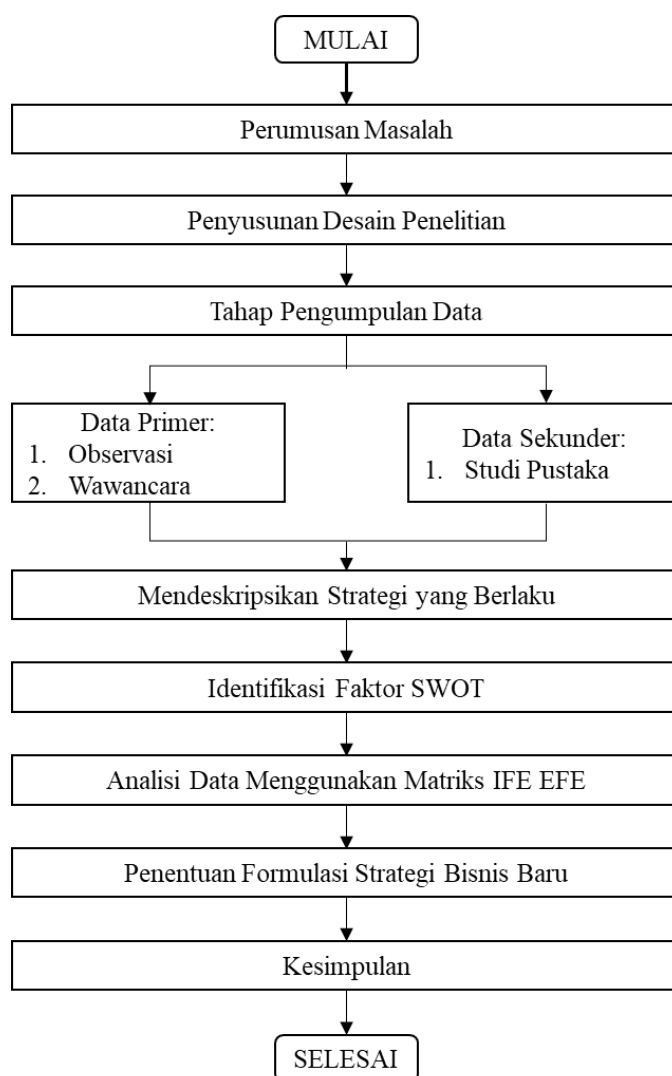 MULAI
Perumusan Masalah
Penyusunan Desain Penelitian
Tahap Pengumpulan Data
Data Primer:
1. Observasi
2. Wawancara
Data Sekunder:
1. Studi Pustaka
Mendeskripsikan Strategi yang Berlaku
Identifikasi Faktor SWOT
Analisi Data Menggunakan Matriks IFE EFE
Penentuan Formulasi Strategi Bisnis Baru
Kesimpulan
SELESAI